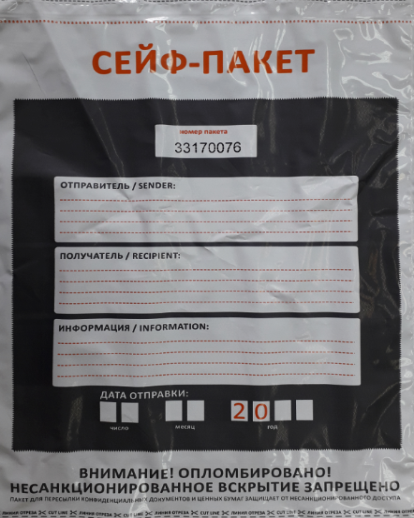 СЕЙФ-ПАКЕТ
номер пакета
33170076
ОТПРАВИТЕЛЬ / SENDER:
ПОЛУЧАТЕЛЬ / RECIPIENT:
ИНФОРМАЦИЯ / INFORMATION:
ДАТА ОТПРАВКИ:
20
ЧИСЛО МЕСЯЦ ГОД
ВНИМАНИЕ! ОПЛОМБИРОВАНО!
НЕСАНКЦИОНИРОВАННОЕ ВСКРЫТИЕ ЗАПРЕЩЕНО
ПАКЕТ ДЛЯ ПЕРЕСЫЛКИ КОНФИДЕНЦИАЛЬНЫХ ДОКУМЕНТОВ И ЦЕННЫХ БУМАГ ЗАЩИЩАЕТ ОТ НЕСАНКЦИОНИРОВАННОГО ДОСТУПА
ЛИНИЯ ОТРЕЗА CUT LINE ЛИНИЯ ОТРЕЗА CUT LINE ЛИНИЯ ОТРЕЗА CUT LINE ЛИНИЯ ОТРЕЗА CUT LINE ЛИНИЯ ОТРЕЗА